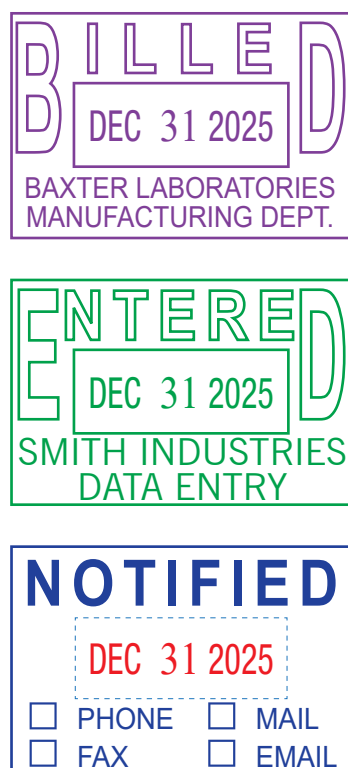 BILLED
DEC 31 2025
BAXTER LABORATORIES
MANUFACTURING DEPT.
ENTERED
DEC 31 2025
SMITH INDUSTRIES
DATA ENTRY
NOTIFIED
DEC 31 2025
☐ PHONE ☐ MAIL
☐ FAX ☐ EMAIL